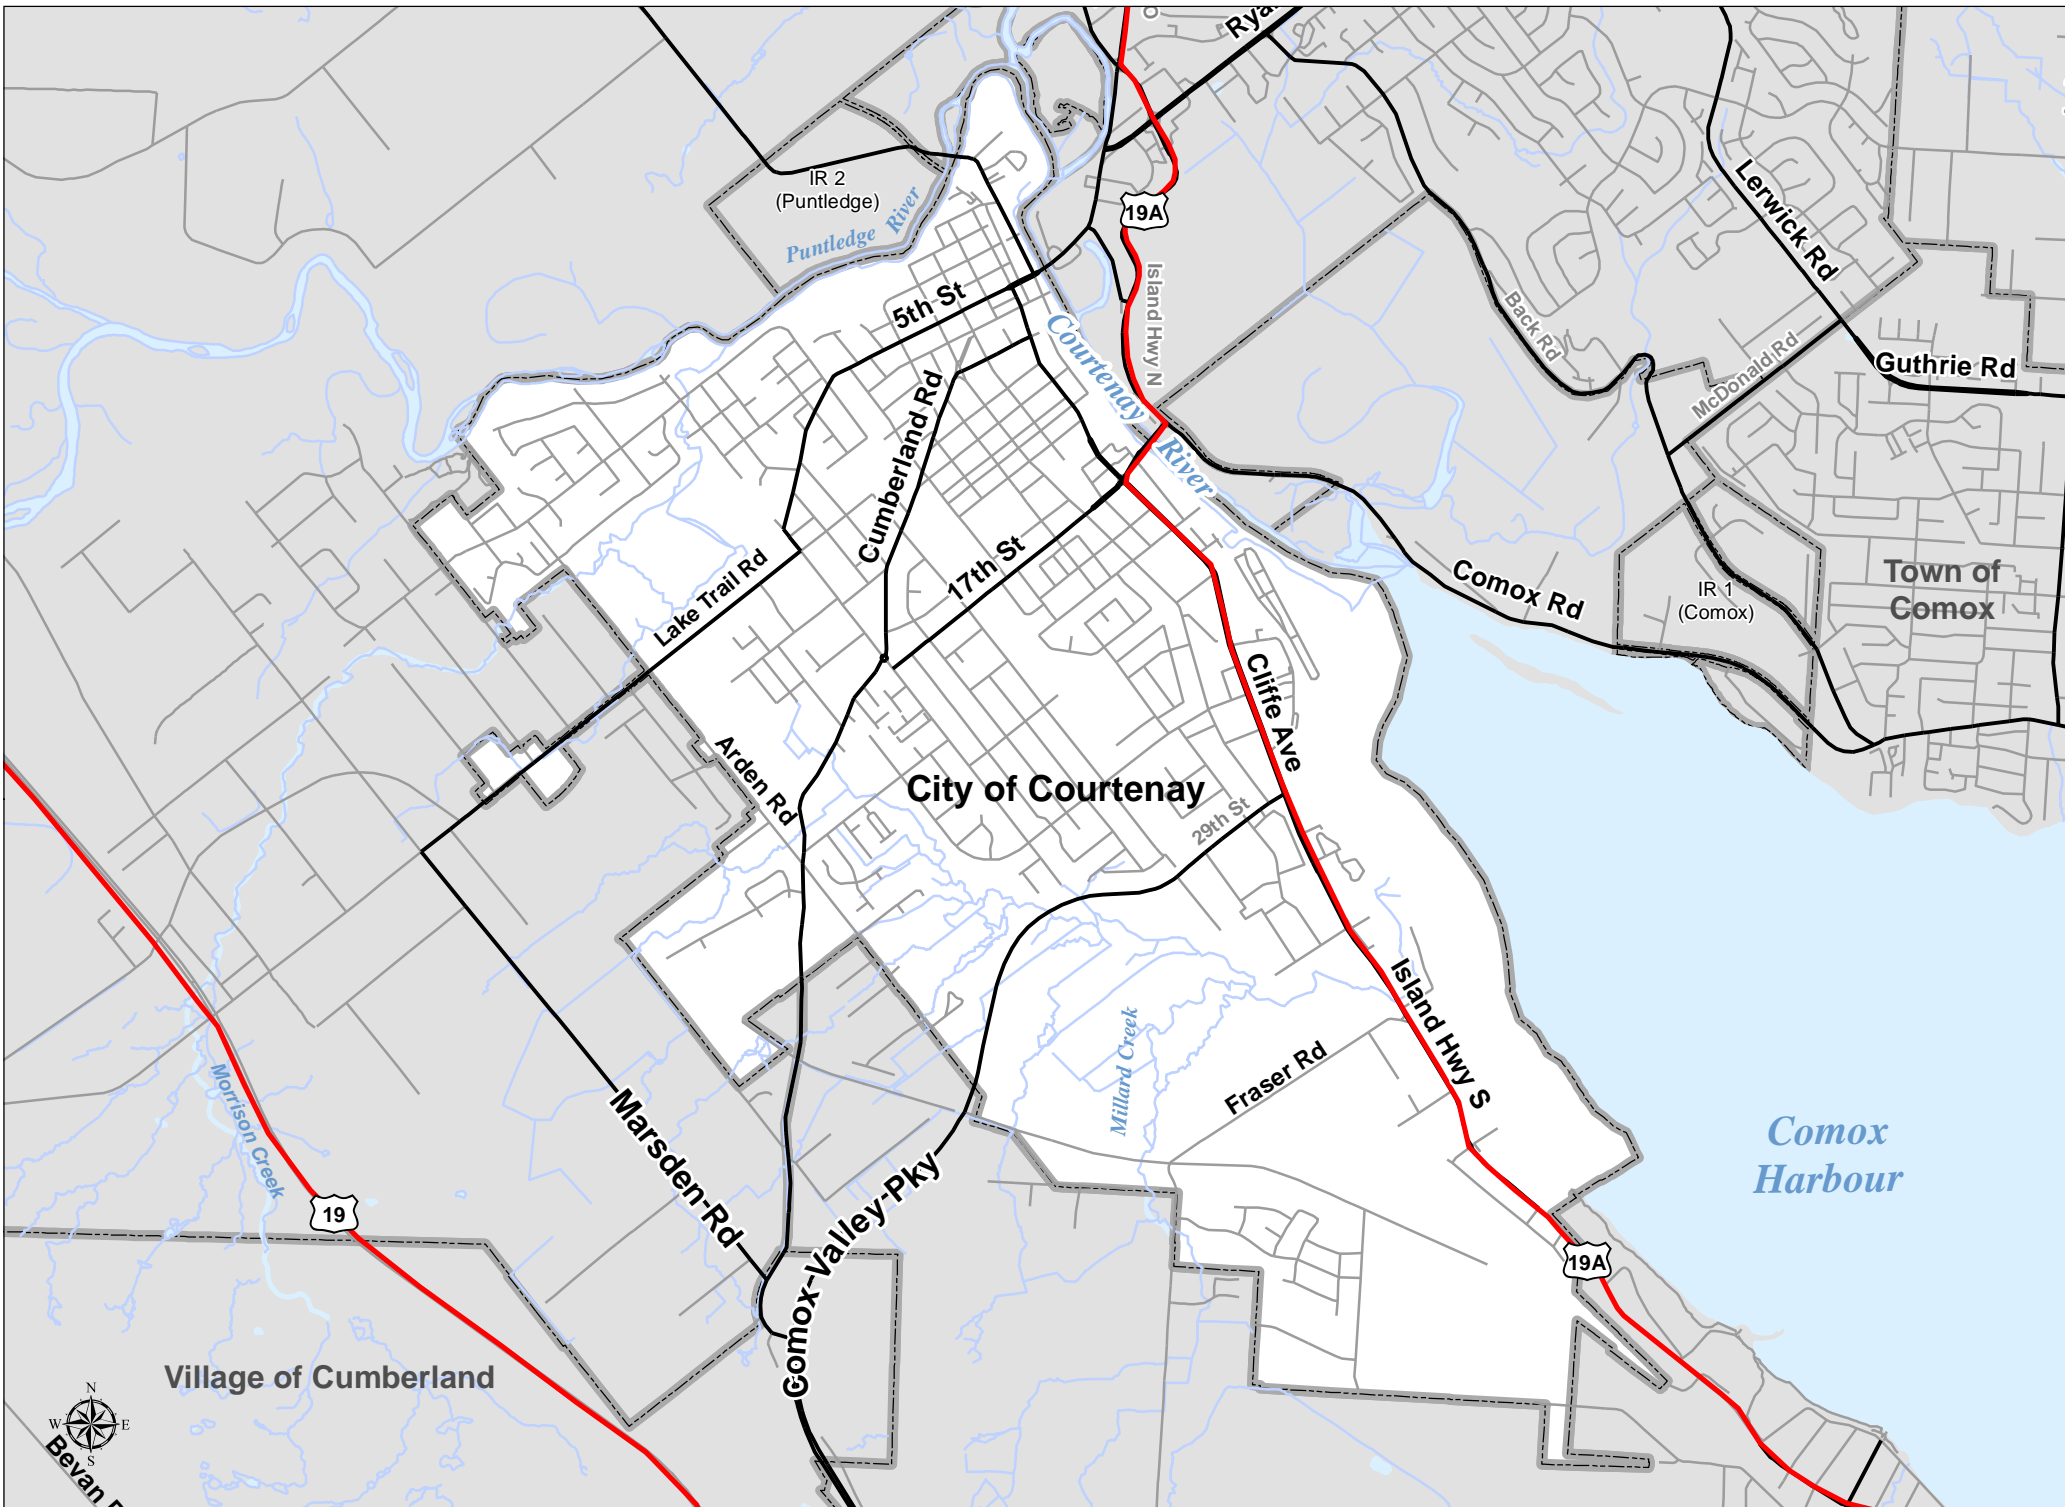 IR 2
(Puntledge)
Puntledge River
19A
Island Hwy N
Lerwick Rd
5th St
Courtenay River
Back Rd
McDonald Rd
Guthrie Rd
Cumberland Rd
17th St
Lake Trail Rd
Comox Rd
IR 1
(Comox)
Town of
Comox
Cliffe Ave
Arden Rd
City of Courtenay
29th St
Island Hwy S
Millard Creek
Fraser Rd
Morrison Creek
Marsden-Rd
Comox
Harbour
Comox-Valley-Pky
19
19A
Village of Cumberland
N
W E
S
Bevan